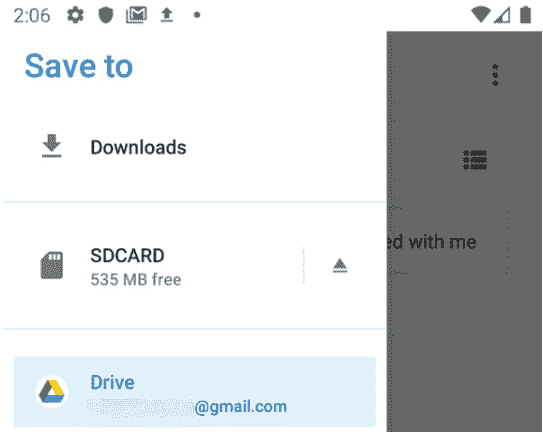 2:06
Save to
Downloads
SDCARD
535 MB free
ed with me
Drive
@gmail.com